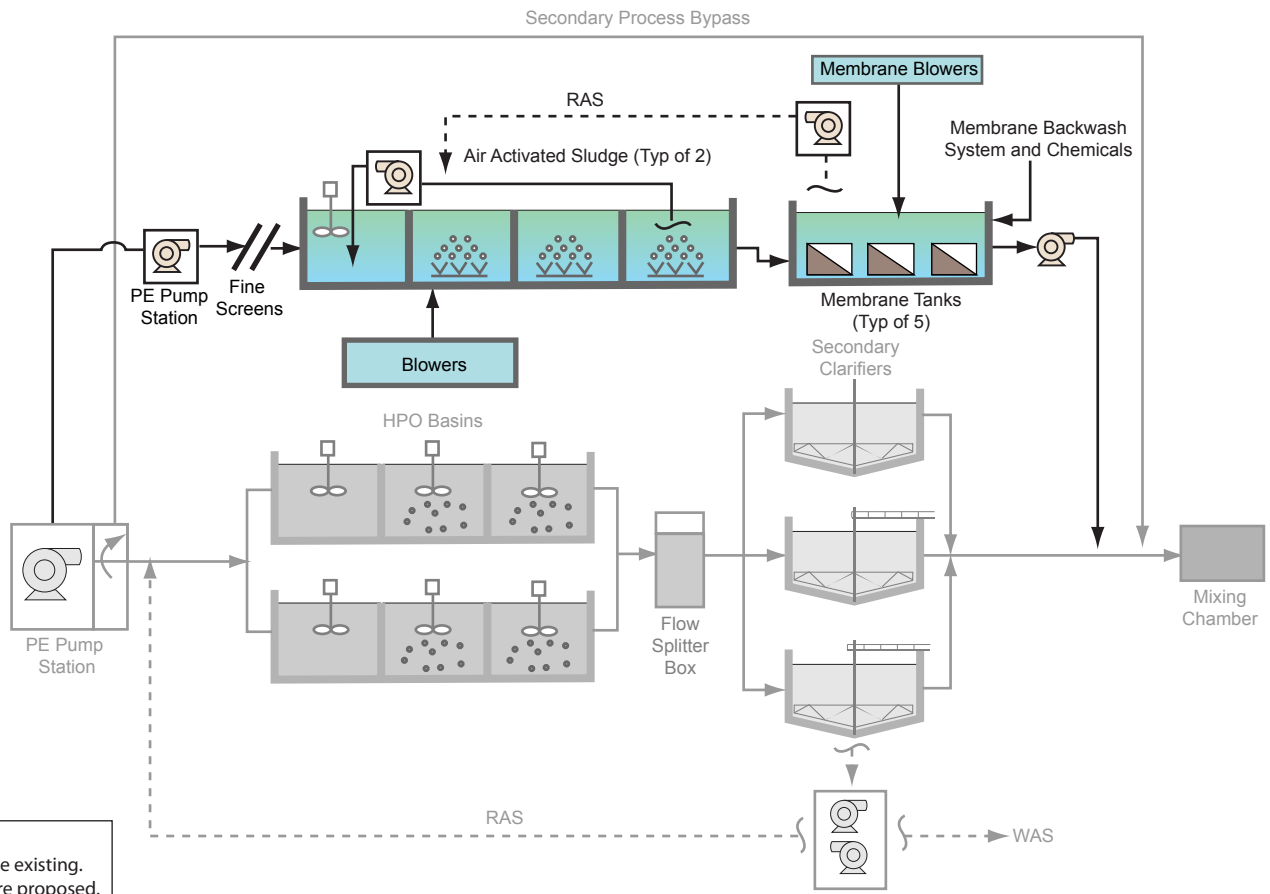 Secondary Process Bypass
Membrane Blowers
RAS
Membrane Backwash
System and Chemicals
Air Activated Sludge (Typ of 2)
PE Pump
Station
Fine
Screens
Membrane Tanks
(Typ of 5)
Blowers
Secondary
Clarifiers
HPO Basins
PE Pump
Station
Flow
Splitter
Box
Mixing
Chamber
RAS
WAS
existing.
proposed.